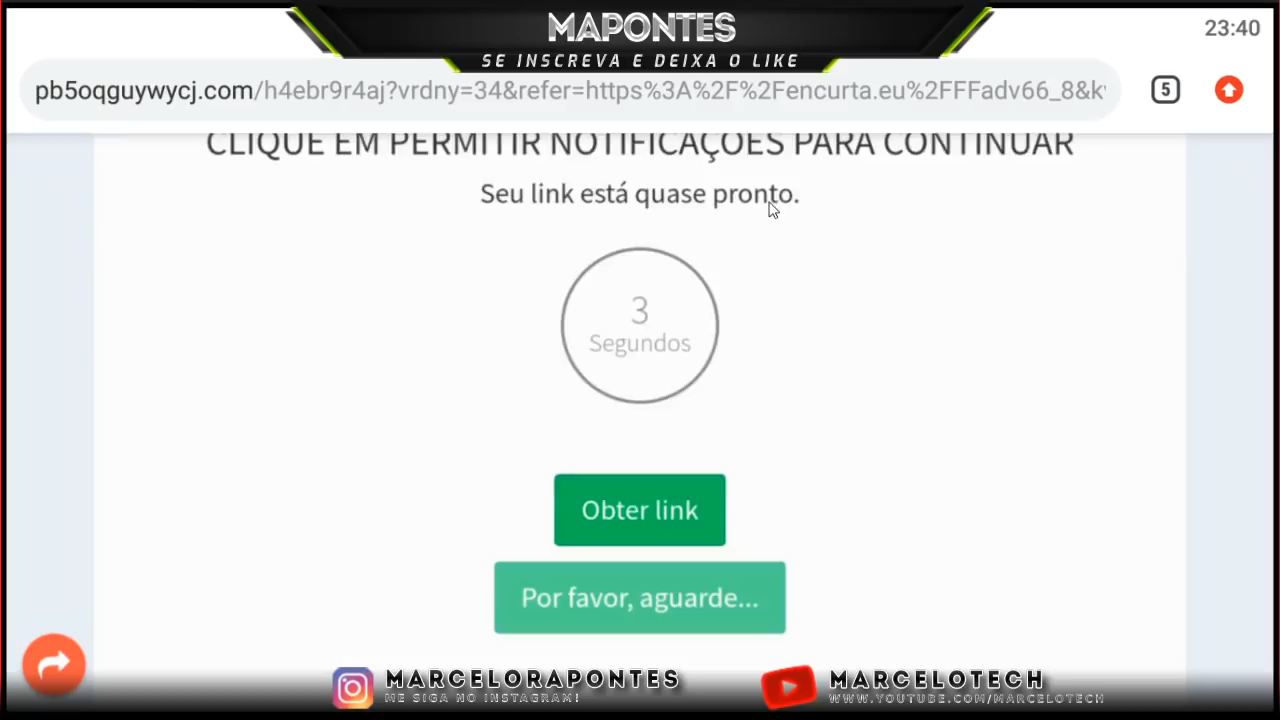 MAPONTES
SE INSCREVA E DEIXA O LIKE
23:40
pb5oqguywycj.com/h4ebr9r4aj?vrdny=34&refer=https%3A%2F%2Fencurta.eu%2FFFadv66_8&k
5
CLIQUE EM PERMITIR NOTIFICAÇÕES PARA CONTINUAR
Seu link está quase pronto.
3
Segundos
Obter link
Por favor, aguarde...
MARCELORAPONTES
ME SIGA NO INSTAGRAM!
MARCELOTECH
WWW.YOUTUBE.COM/MARCELOTECH